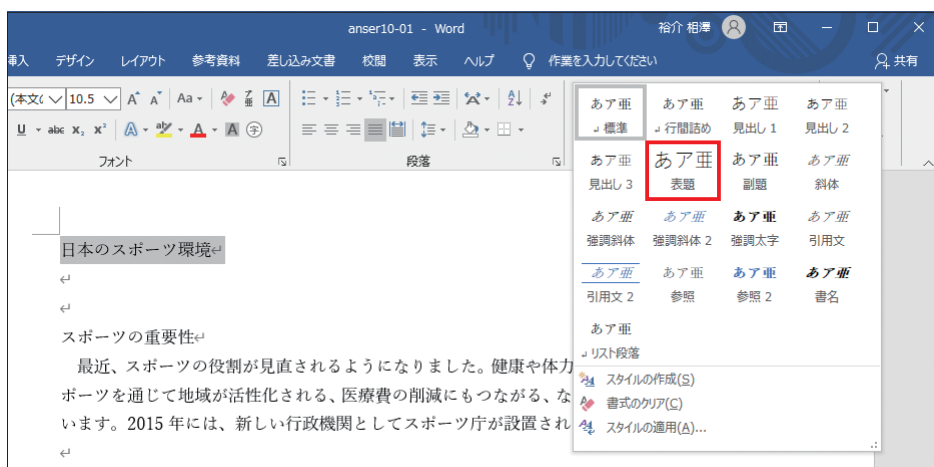 anser10-01 - Word 裕介 相澤
挿入 デザイン レイアウト 参考資料 差し込み文書 校閲 表示 ヘルプ 作業を入力してください 共有
(本文 10.5 A A Aa A
U abc x₂ x² A ab A A 字
フォント 段落
あア亜 あア亜 あア亜 あア亜
↲ 標準 ↲ 行間詰め 見出し 1 見出し 2
あア亜 あア亜 あア亜 あア亜
見出し 3 表題 副題 斜体
あア亜 あア亜 あア亜 あア亜
強調斜体 強調斜体 2 強調太字 引用文
あア亜 あア亜 あア亜 あア亜
引用文 2 参照 参照 2 書名
あア亜
↲ リスト段落
スタイルの作成(S)
書式のクリア(C)
スタイルの適用(A)...
日本のスポーツ環境↵
↵
↵
スポーツの重要性↵
最近、スポーツの役割が見直されるようになりました。健康や体力
ポーツを通じて地域が活性化される、医療費の削減にもつながる、な
います。2015 年には、新しい行政機関としてスポーツ庁が設置され
↵